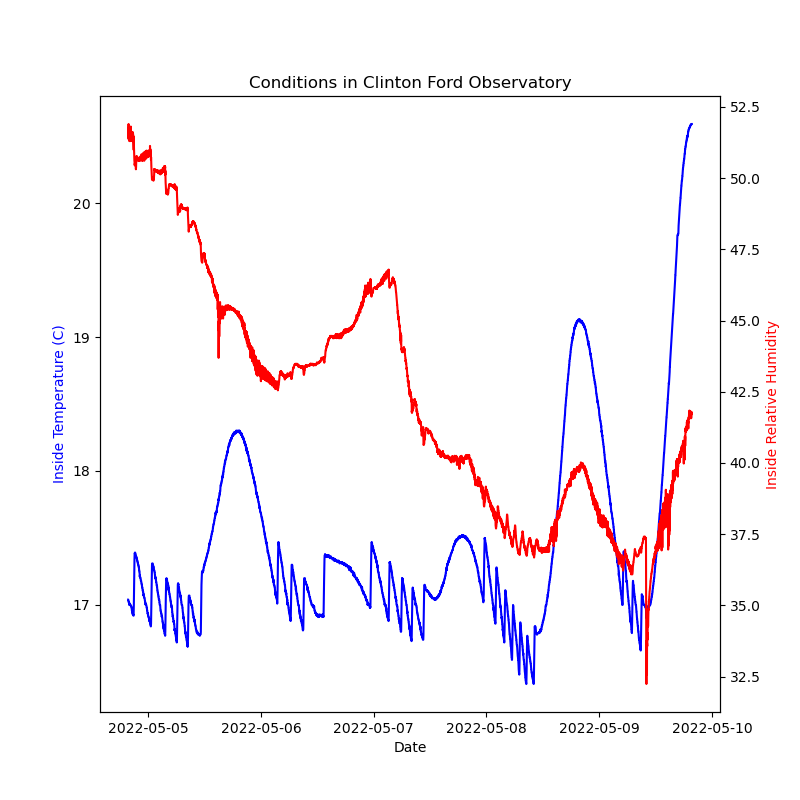 Conditions in Clinton Ford Observatory
Inside Temperature (C)
20
19
18
17
52.5
50.0
47.5
45.0
42.5
40.0
37.5
35.0
32.5
Inside Relative Humidity
2022-05-05 2022-05-06 2022-05-07 2022-05-08 2022-05-09 2022-05-10
Date